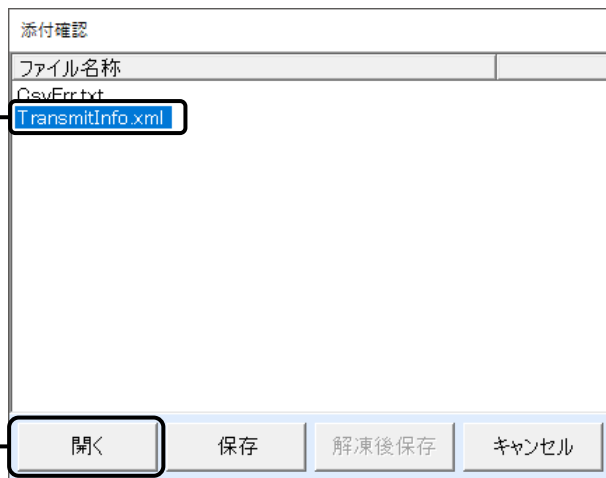 添付確認
ファイル名称
CsvErr.txt
TransmitInfo.xml
開く
保存
解凍後保存
キャンセル